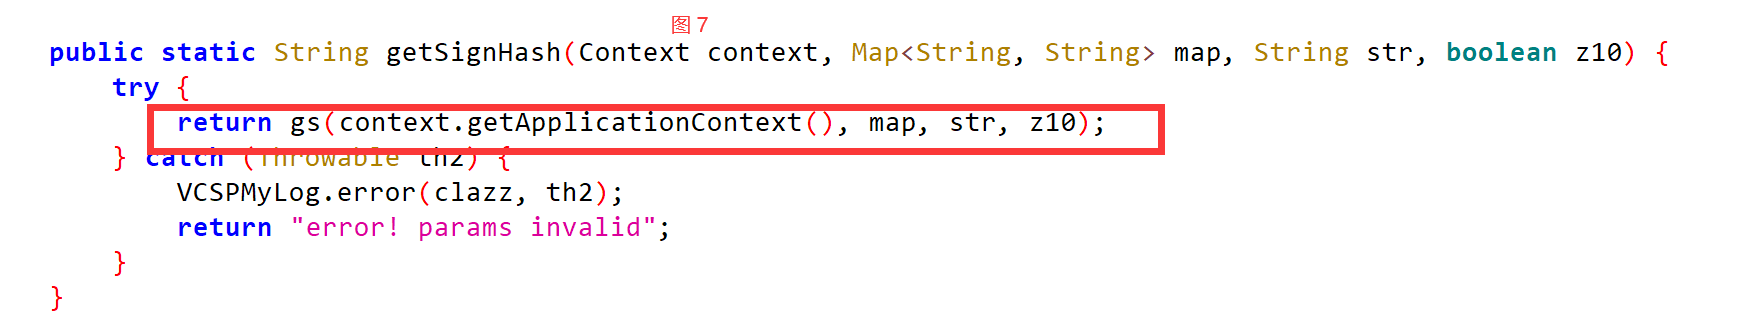 图 7
public static String getSignHash(Context context, Map<String, String> map, String str, boolean z10) {
    try {
        return gs(context.getApplicationContext(), map, str, z10);
    } catch (Throwable th2) {
        VCSPMyLog.error(clazz, th2);
        return "error! params invalid";
    }
}